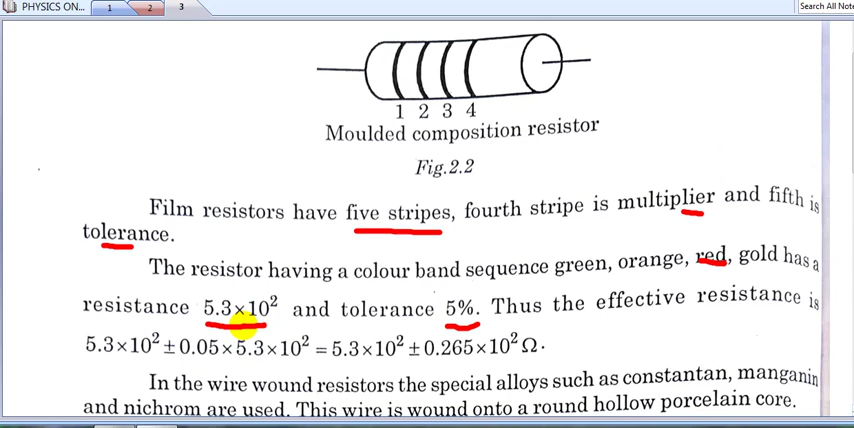 PHYSICS ON...
1
2
3
Search All Note
1 2 3 4
Moulded composition resistor
Fig.2.2
Film resistors have five stripes, fourth stripe is multiplier and fifth is
tolerance.
The resistor having a colour band sequence green, orange, red, gold has a
resistance 5.3×10² and tolerance 5%. Thus the effective resistance is
5.3×10² ± 0.05×5.3×10² = 5.3×10² ± 0.265×10² Ω.
In the wire wound resistors the special alloys such as constantan, manganin
and nichrom are used. This wire is wound onto a round hollow porcelain core.